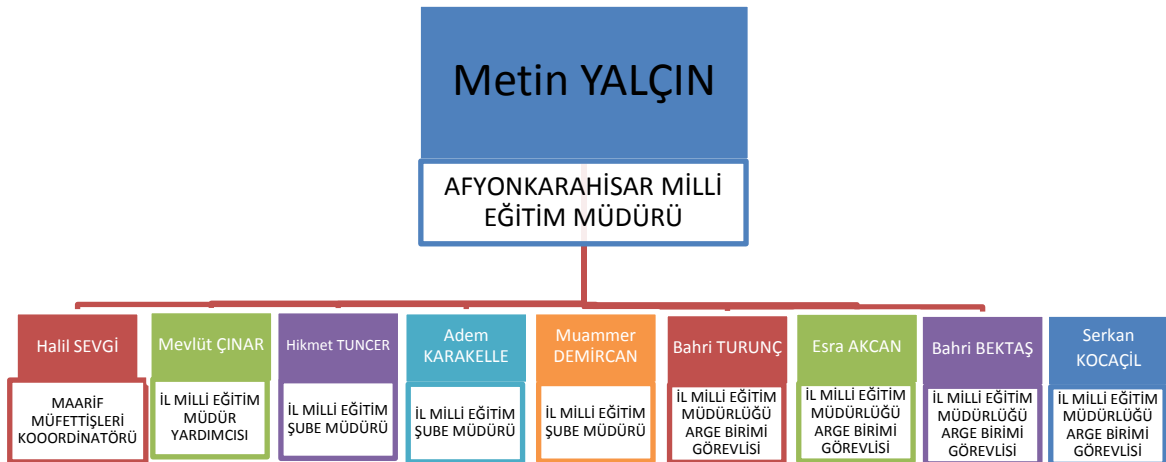 Metin YALÇIN
AFYONKARAHİSAR MİLLİ
EĞİTİM MÜDÜRÜ
Halil SEVGİ
MAARİF
MÜFETTİŞLERİ
KOOORDİNATÖRÜ
Mevlüt ÇINAR
İL MİLLİ EĞİTİM
MÜDÜR
YARDIMCISI
Hikmet TUNCER
İL MİLLİ EĞİTİM
ŞUBE MÜDÜRÜ
Adem
KARAKELLE
İL MİLLİ EĞİTİM
ŞUBE MÜDÜRÜ
Muammer
DEMİRCAN
İL MİLLİ EĞİTİM
ŞUBE MÜDÜRÜ
Bahri TURUNÇ
İL MİLLİ EĞİTİM
MÜDÜRLÜĞÜ
ARGE BİRİMİ
GÖREVLİSİ
Esra AKCAN
İL MİLLİ EĞİTİM
MÜDÜRLÜĞÜ
ARGE BİRİMİ
GÖREVLİSİ
Bahri BEKTAŞ
İL MİLLİ EĞİTİM
MÜDÜRLÜĞÜ
ARGE BİRİMİ
GÖREVLİSİ
Serkan
KOCAÇİL
İL MİLLİ EĞİTİM
MÜDÜRLÜĞÜ
ARGE BİRİMİ
GÖREVLİSİ